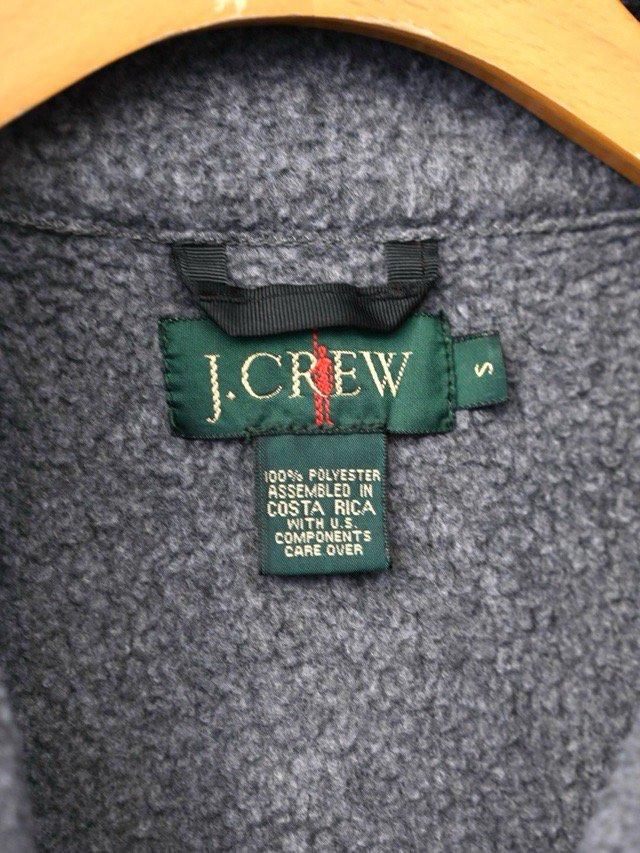 J.CREW
S
100% POLYESTER
ASSEMBLED IN
COSTA RICA
WITH U.S.
COMPONENTS
CARE OVER